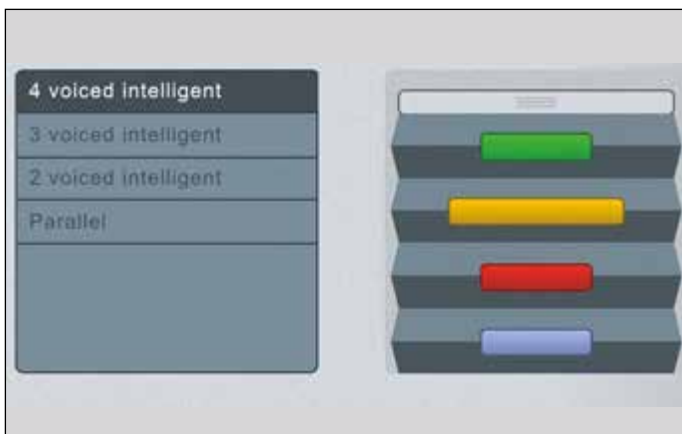 4 voiced intelligent
3 voiced intelligent
2 voiced intelligent
Parallel